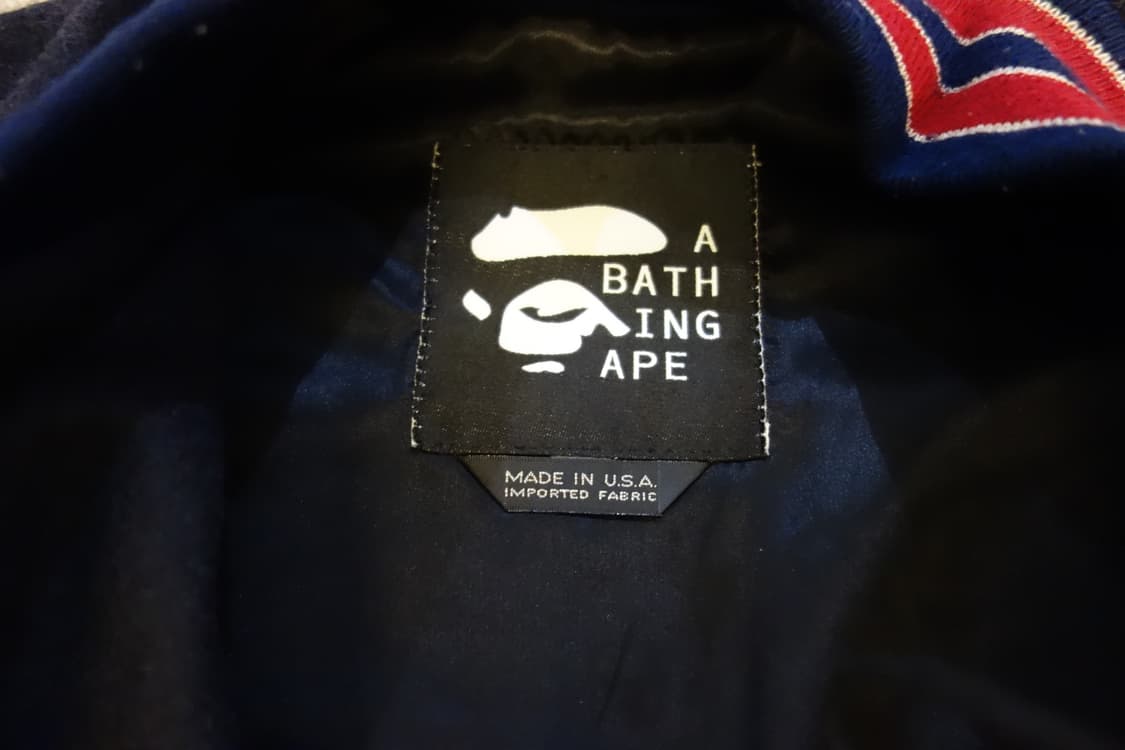 A
BATH
ING
APE
MADE IN U.S.A.
IMPORTED FABRIC